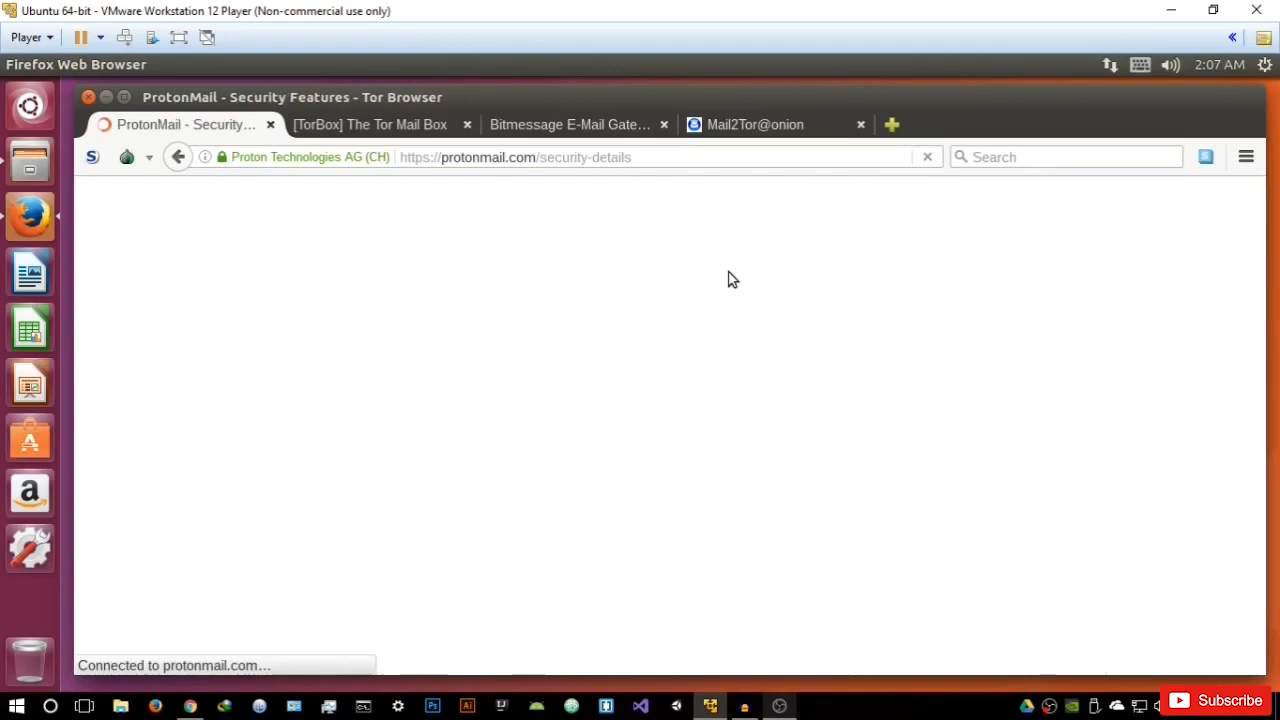 Ubuntu 64-bit - VMware Workstation 12 Player (Non-commercial use only)
Player
Firefox Web Browser
2:07 AM
ProtonMail - Security Features - Tor Browser
ProtonMail - Security...
[TorBox] The Tor Mail Box
Bitmessage E-Mail Gate...
Mail2Tor@onion
Proton Technologies AG (CH)
https://protonmail.com/security-details
Search
Connected to protonmail.com...
Subscribe